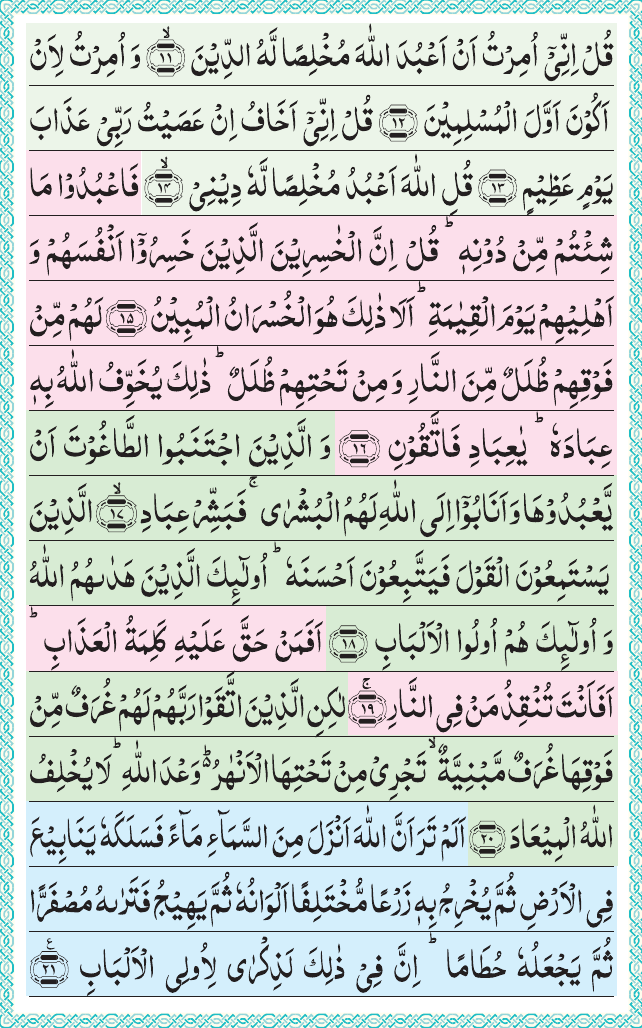 قُلْ اِنِّیْۤ اُمِرْتُ اَنْ اَعْبُدَ اللّٰهَ مُخْلِصًا لَّهُ الدِّیْنَ ۙ۝۱۱ وَ اُمِرْتُ لِاَنْ
اَكُوْنَ اَوَّلَ الْمُسْلِمِیْنَ ۝۱۲ قُلْ اِنِّیْۤ اَخَافُ اِنْ عَصَیْتُ رَبِّیْ عَذَابَ
یَوْمٍ عَظِیْمٍ ۝۱۳ قُلِ اللّٰهَ اَعْبُدُ مُخْلِصًا لَّهٗ دِیْنِیْ ۙ۝۱۴ فَاعْبُدُوْا مَا
شِئْتُمْ مِّنْ دُوْنِهٖ ؕ قُلْ اِنَّ الْخٰسِرِیْنَ الَّذِیْنَ خَسِرُوْۤا اَنْفُسَهُمْ وَ
اَهْلِیْهِمْ یَوْمَ الْقِیٰمَةِ ؕ اَلَا ذٰلِكَ هُوَ الْخُسْرَانُ الْمُبِیْنُ ۝۱۵ لَهُمْ مِّنْ
فَوْقِهِمْ ظُلَلٌ مِّنَ النَّارِ وَ مِنْ تَحْتِهِمْ ظُلَلٌ ؕ ذٰلِكَ یُخَوِّفُ اللّٰهُ بِهٖ
عِبَادَهٗ ؕ یٰعِبَادِ فَاتَّقُوْنِ ۝۱۶ وَ الَّذِیْنَ اجْتَنَبُوا الطَّاغُوْتَ اَنْ
یَّعْبُدُوْهَا وَ اَنَابُوْۤا اِلَی اللّٰهِ لَهُمُ الْبُشْرٰی ۚ فَبَشِّرْ عِبَادِ ۙ۝۱۷ الَّذِیْنَ
یَسْتَمِعُوْنَ الْقَوْلَ فَیَتَّبِعُوْنَ اَحْسَنَهٗ ؕ اُولٰٓئِكَ الَّذِیْنَ هَدٰىهُمُ اللّٰهُ
وَ اُولٰٓئِكَ هُمْ اُولُوا الْاَلْبَابِ ۝۱۸ اَفَمَنْ حَقَّ عَلَیْهِ كَلِمَةُ الْعَذَابِ ؕ
اَفَاَنْتَ تُنْقِذُ مَنْ فِی النَّارِ ۚ۝۱۹ لٰكِنِ الَّذِیْنَ اتَّقَوْا رَبَّهُمْ لَهُمْ غُرَفٌ مِّنْ
فَوْقِهَا غُرَفٌ مَّبْنِیَّةٌ ۙ تَجْرِیْ مِنْ تَحْتِهَا الْاَنْهٰرُ ؕ۬ وَعْدَ اللّٰهِ ؕ لَا یُخْلِفُ
اللّٰهُ الْمِیْعَادَ ۝۲۰ اَلَمْ تَرَ اَنَّ اللّٰهَ اَنْزَلَ مِنَ السَّمَآءِ مَآءً فَسَلَكَهٗ یَنَابِیْعَ
فِی الْاَرْضِ ثُمَّ یُخْرِجُ بِهٖ زَرْعًا مُّخْتَلِفًا اَلْوَانُهٗ ثُمَّ یَهِیْجُ فَتَرٰىهُ مُصْفَرًّا
ثُمَّ یَجْعَلُهٗ حُطَامًا ؕ اِنَّ فِیْ ذٰلِكَ لَذِكْرٰی لِاُولِی الْاَلْبَابِ ۝۲۱ ع